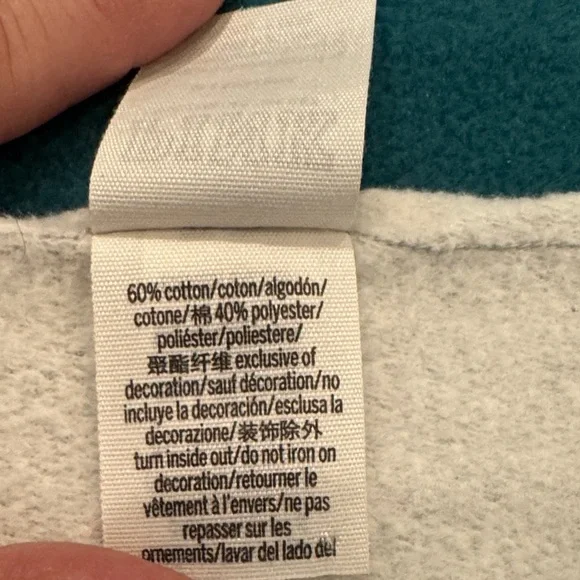 60% cotton/coton/algodón/
cotone/棉 40% polyester/
poliéster/poliestere/
聚酯纤维 exclusive of
decoration/sauf décoration/no
incluye la decoración/esclusa la
decorazione/装饰除外
turn inside out/do not iron on
decoration/retourner le
vêtement à l'envers/ne pas
repasser sur les
ornements/lavar del lado del